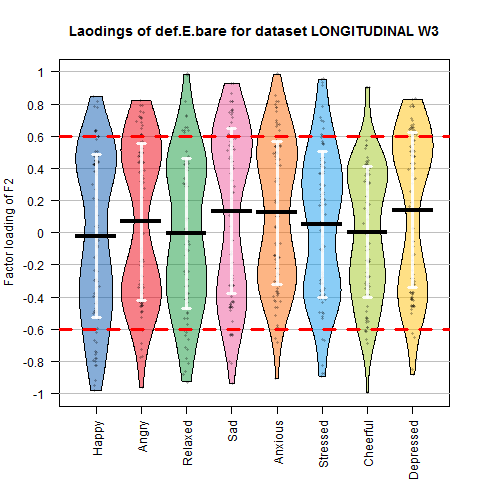 Laodings of def.E.bare for dataset LONGITUDINAL W3
Factor loading of F2
1
0.8
0.6
0.4
0.2
0
-0.2
-0.4
-0.6
-0.8
-1
Happy
Angry
Relaxed
Sad
Anxious
Stressed
Cheerful
Depressed